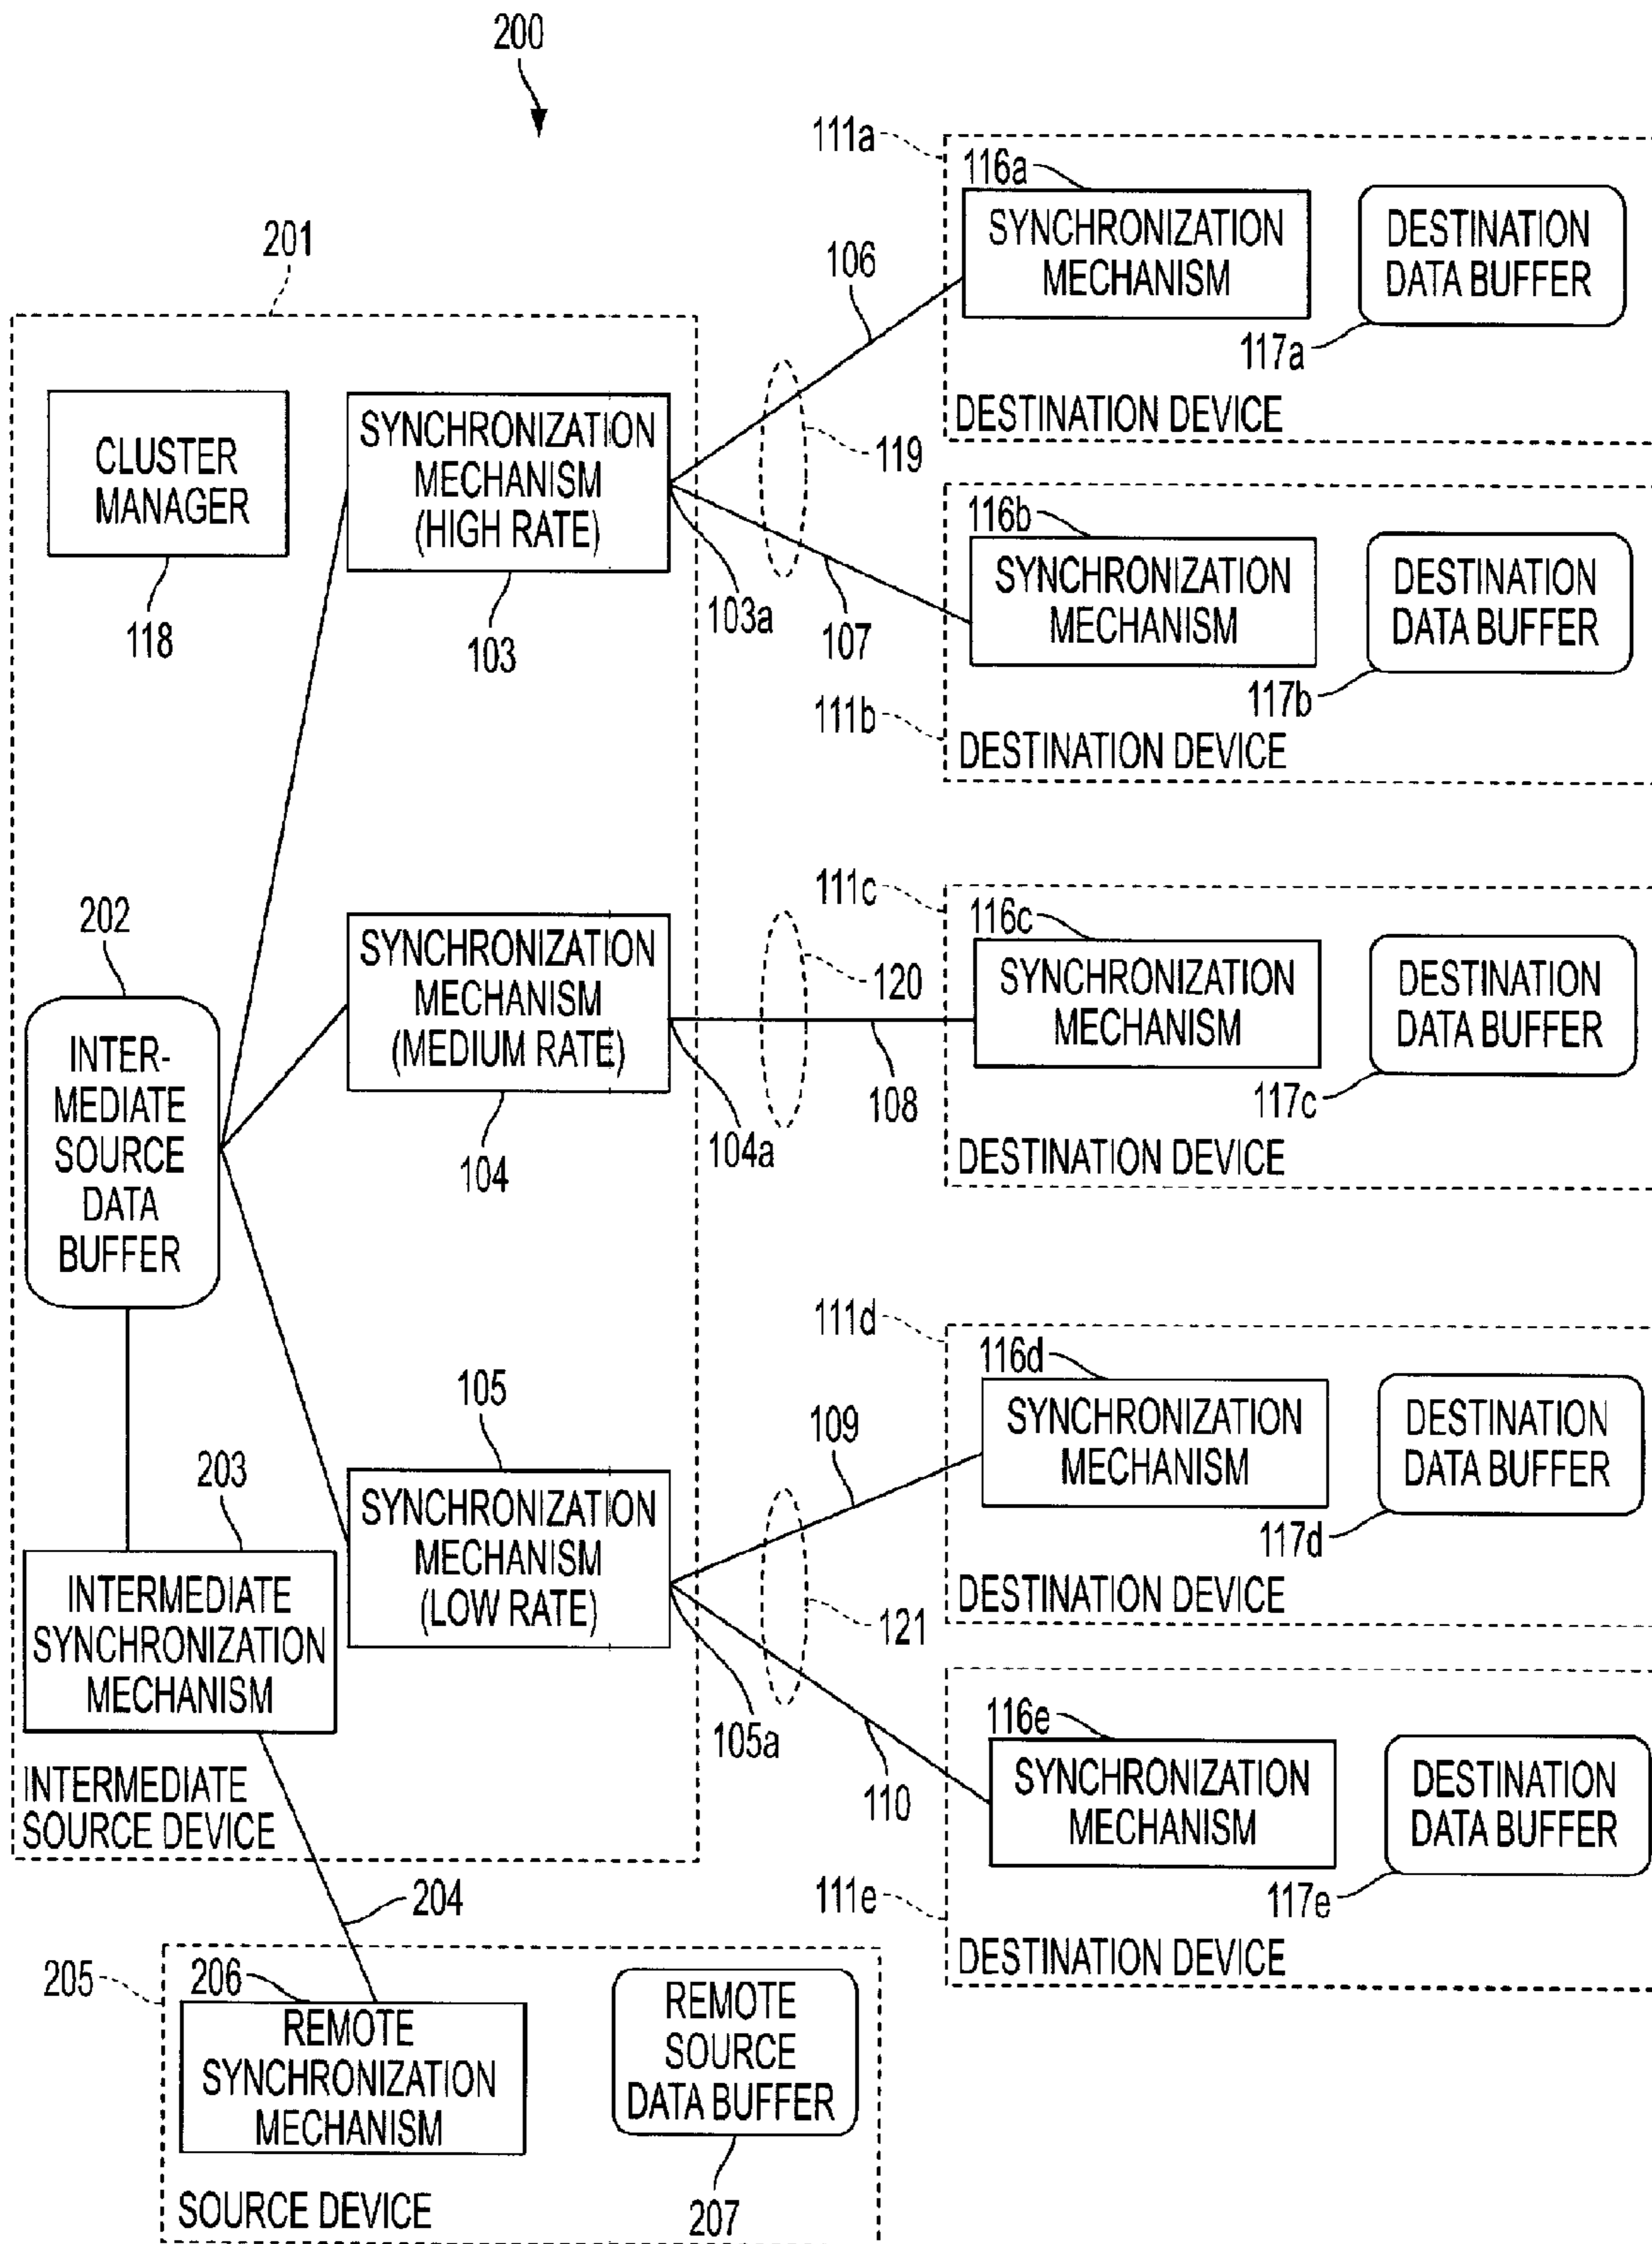 200
111a
116a
SYNCHRONIZATION
MECHANISM
DESTINATION
DATA BUFFER
117a
DESTINATION DEVICE
201
106
CLUSTER
MANAGER
118
SYNCHRONIZATION
MECHANISM
(HIGH RATE)
103
103a
119
107
116b
SYNCHRONIZATION
MECHANISM
DESTINATION
DATA BUFFER
117b
111b
DESTINATION DEVICE
202
INTER-
MEDIATE
SOURCE
DATA
BUFFER
SYNCHRONIZATION
MECHANISM
(MEDIUM RATE)
104
104a
120
108
111c
116c
SYNCHRONIZATION
MECHANISM
DESTINATION
DATA BUFFER
117c
DESTINATION DEVICE
105
SYNCHRONIZATION
MECHANISM
(LOW RATE)
105a
109
121
110
111d
116d
SYNCHRONIZATION
MECHANISM
DESTINATION
DATA BUFFER
117d
DESTINATION DEVICE
203
INTERMEDIATE
SYNCHRONIZATION
MECHANISM
INTERMEDIATE
SOURCE DEVICE
116e
SYNCHRONIZATION
MECHANISM
DESTINATION
DATA BUFFER
117e
111e
DESTINATION DEVICE
204
205
206
REMOTE
SYNCHRONIZATION
MECHANISM
REMOTE
SOURCE
DATA BUFFER
207
SOURCE DEVICE